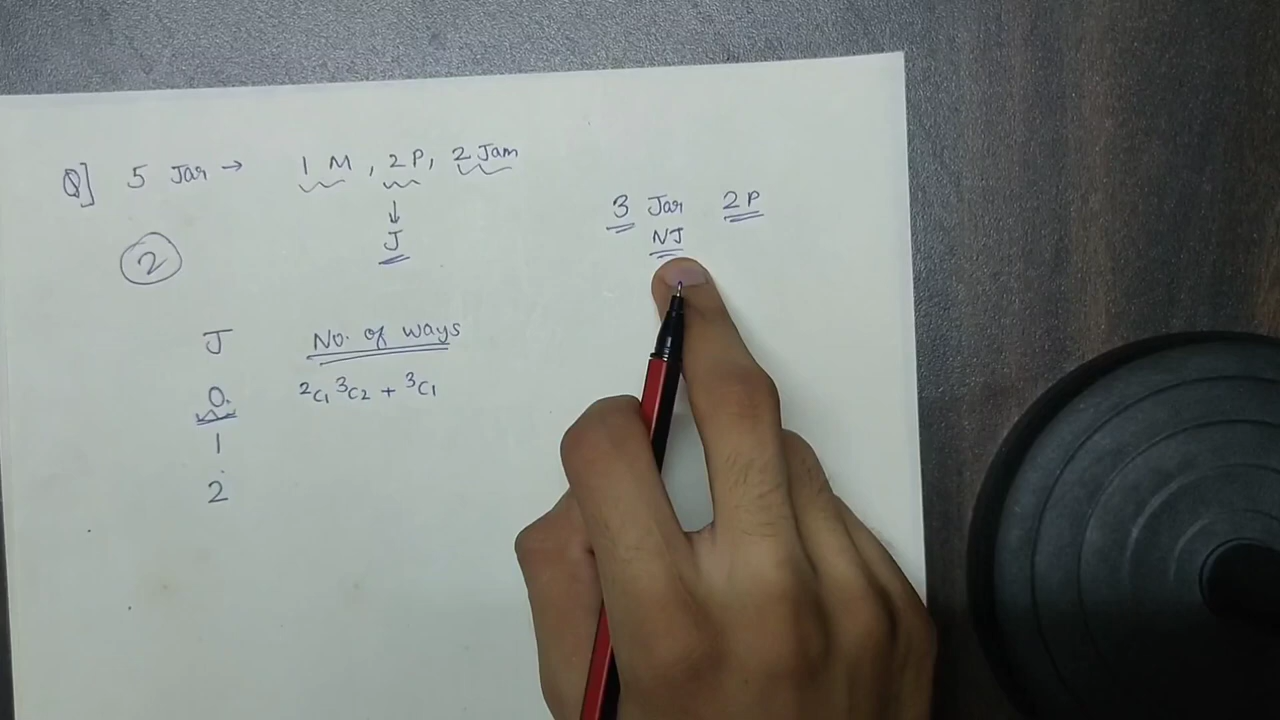 Q] 5 Jar → 1 M , 2 P, 2 Jam
↓
J
2
3 Jar 2 P
NJ
J No. of ways
0. ²C₁ ³C₂ + ³C₁
1
2